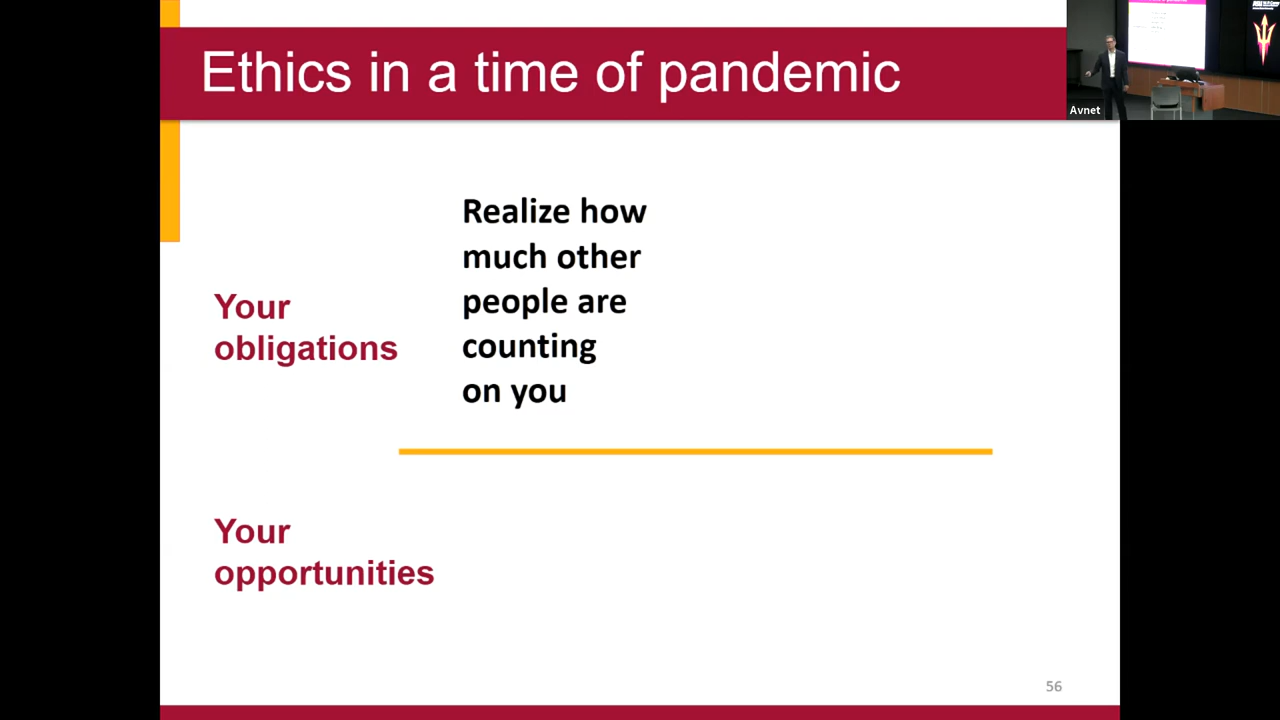 Ethics in a time of pandemic
Avnet
Realize how
much other
people are
counting
on you
Your
obligations
Your
opportunities
56